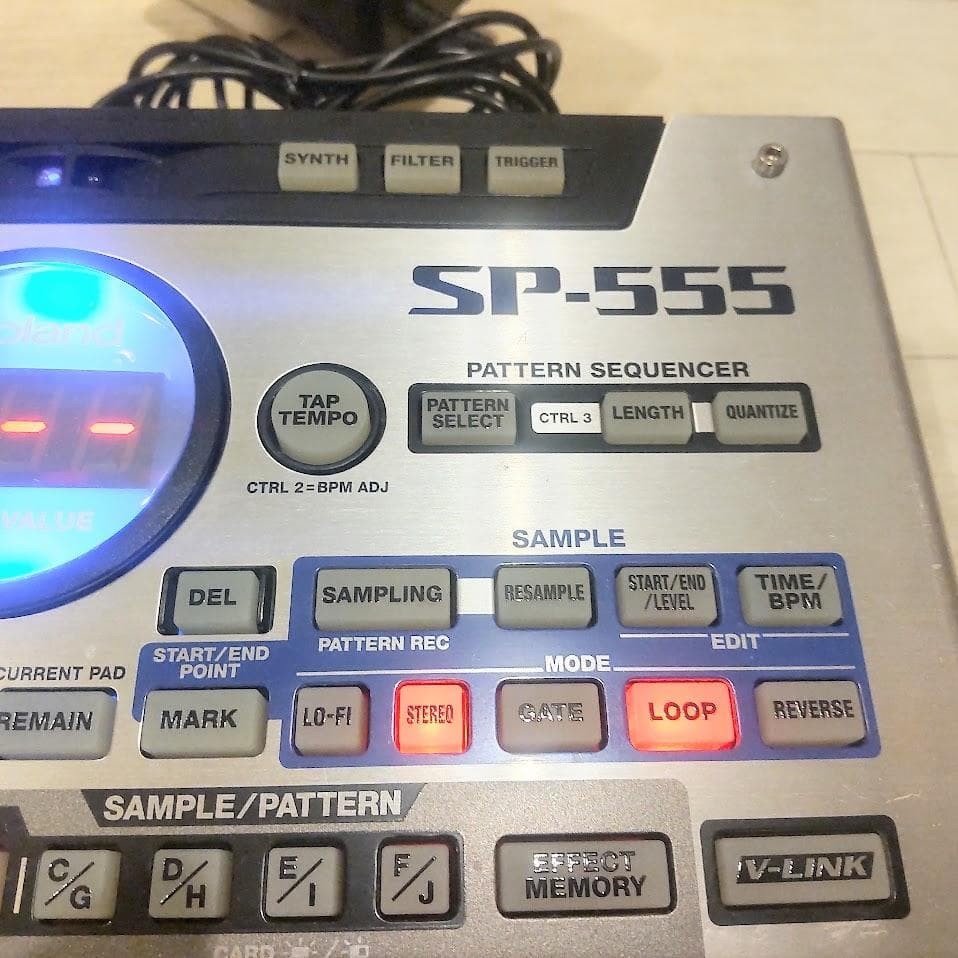 SYNTH FILTER TRIGGER
SP-555
Roland
PATTERN SEQUENCER
TAP
TEMPO
PATTERN
SELECT
CTRL 3
LENGTH
QUANTIZE
CTRL 2=BPM ADJ
VALUE
SAMPLE
DEL
SAMPLING
RESAMPLE
START/END
/LEVEL
TIME/
BPM
PATTERN REC
EDIT
START/END
POINT
MODE
CURRENT PAD
REMAIN
MARK
LO-FI
STEREO
GATE
LOOP
REVERSE
SAMPLE/PATTERN
C/G
D/H
E/I
F/J
EFFECT
MEMORY
V-LINK
CARD